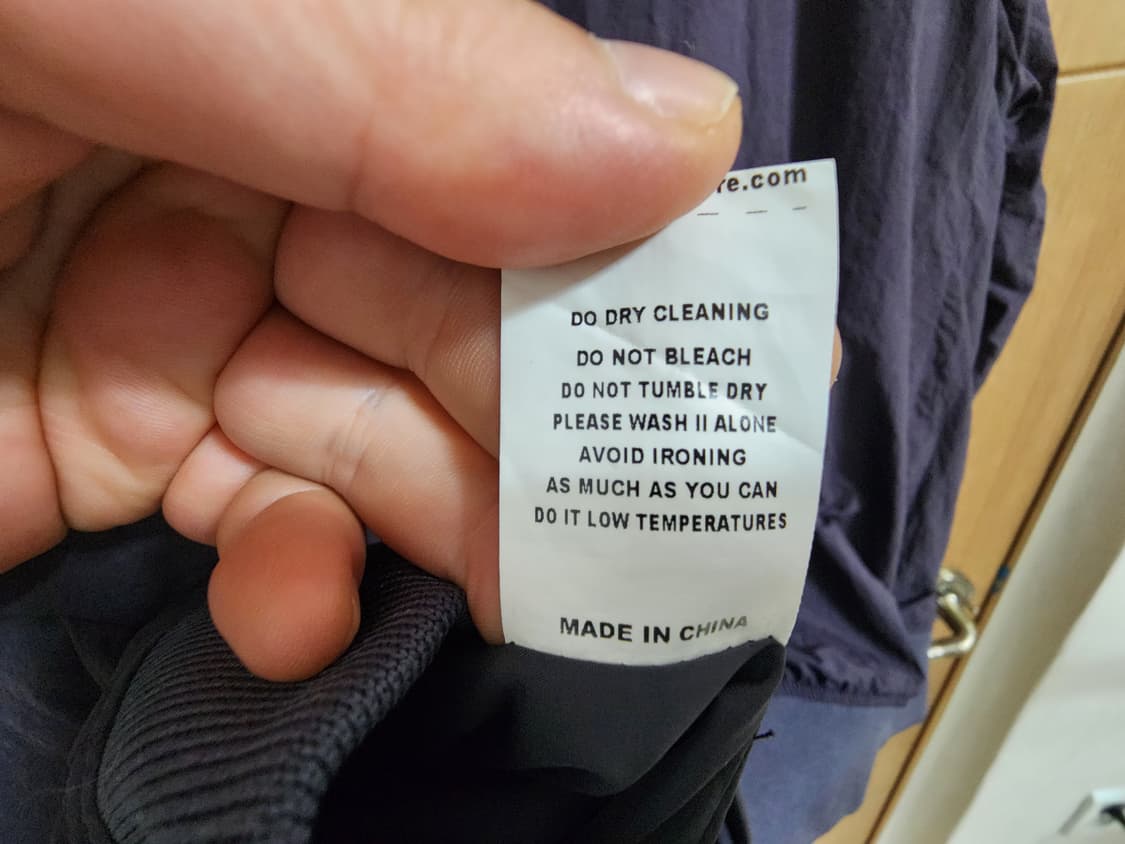 re.com
DO DRY CLEANING
DO NOT BLEACH
DO NOT TUMBLE DRY
PLEASE WASH II ALONE
AVOID IRONING
AS MUCH AS YOU CAN
DO IT LOW TEMPERATURES
MADE IN CHINA